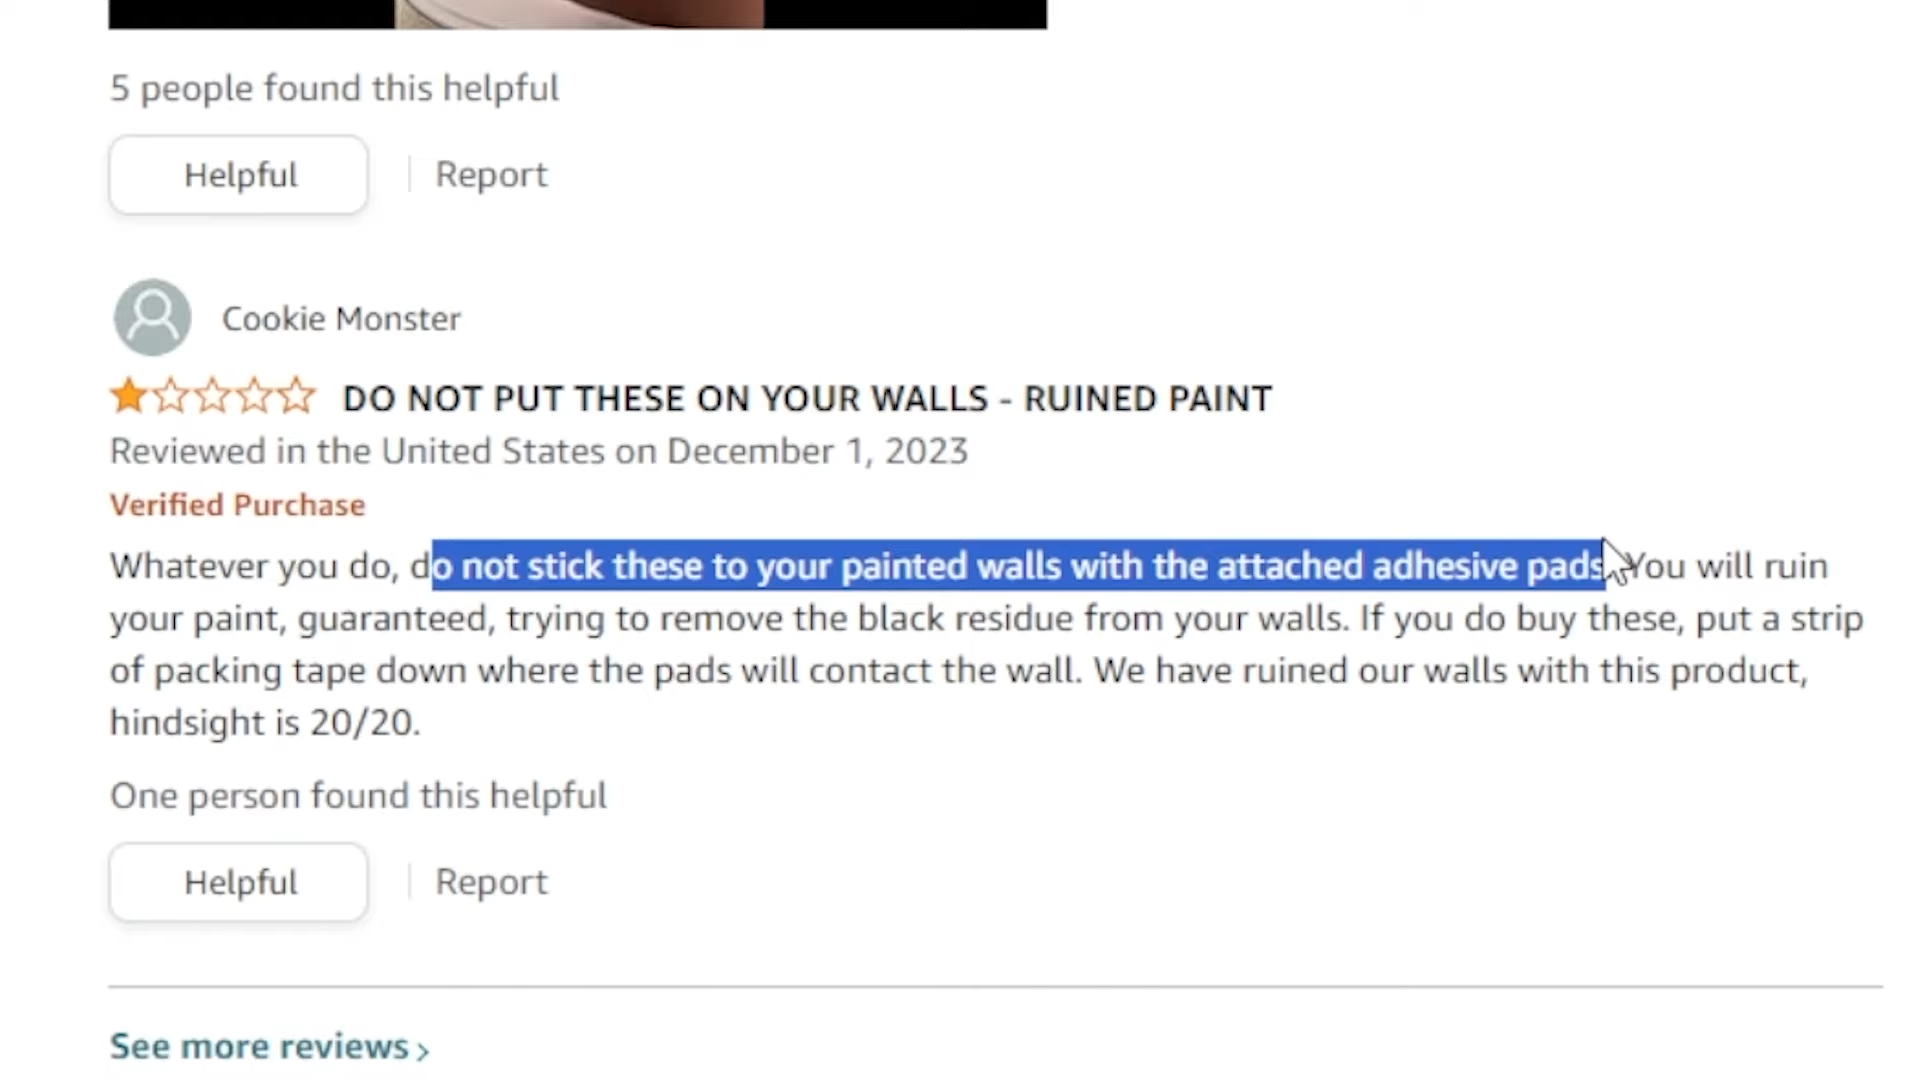 5 people found this helpful
Helpful
Report
Cookie Monster
DO NOT PUT THESE ON YOUR WALLS - RUINED PAINT
Reviewed in the United States on December 1, 2023
Verified Purchase
Whatever you do, do not stick these to your painted walls with the attached adhesive pads. You will ruin
your paint, guaranteed, trying to remove the black residue from your walls. If you do buy these, put a strip
of packing tape down where the pads will contact the wall. We have ruined our walls with this product,
hindsight is 20/20.
One person found this helpful
Helpful
Report
See more reviews ›